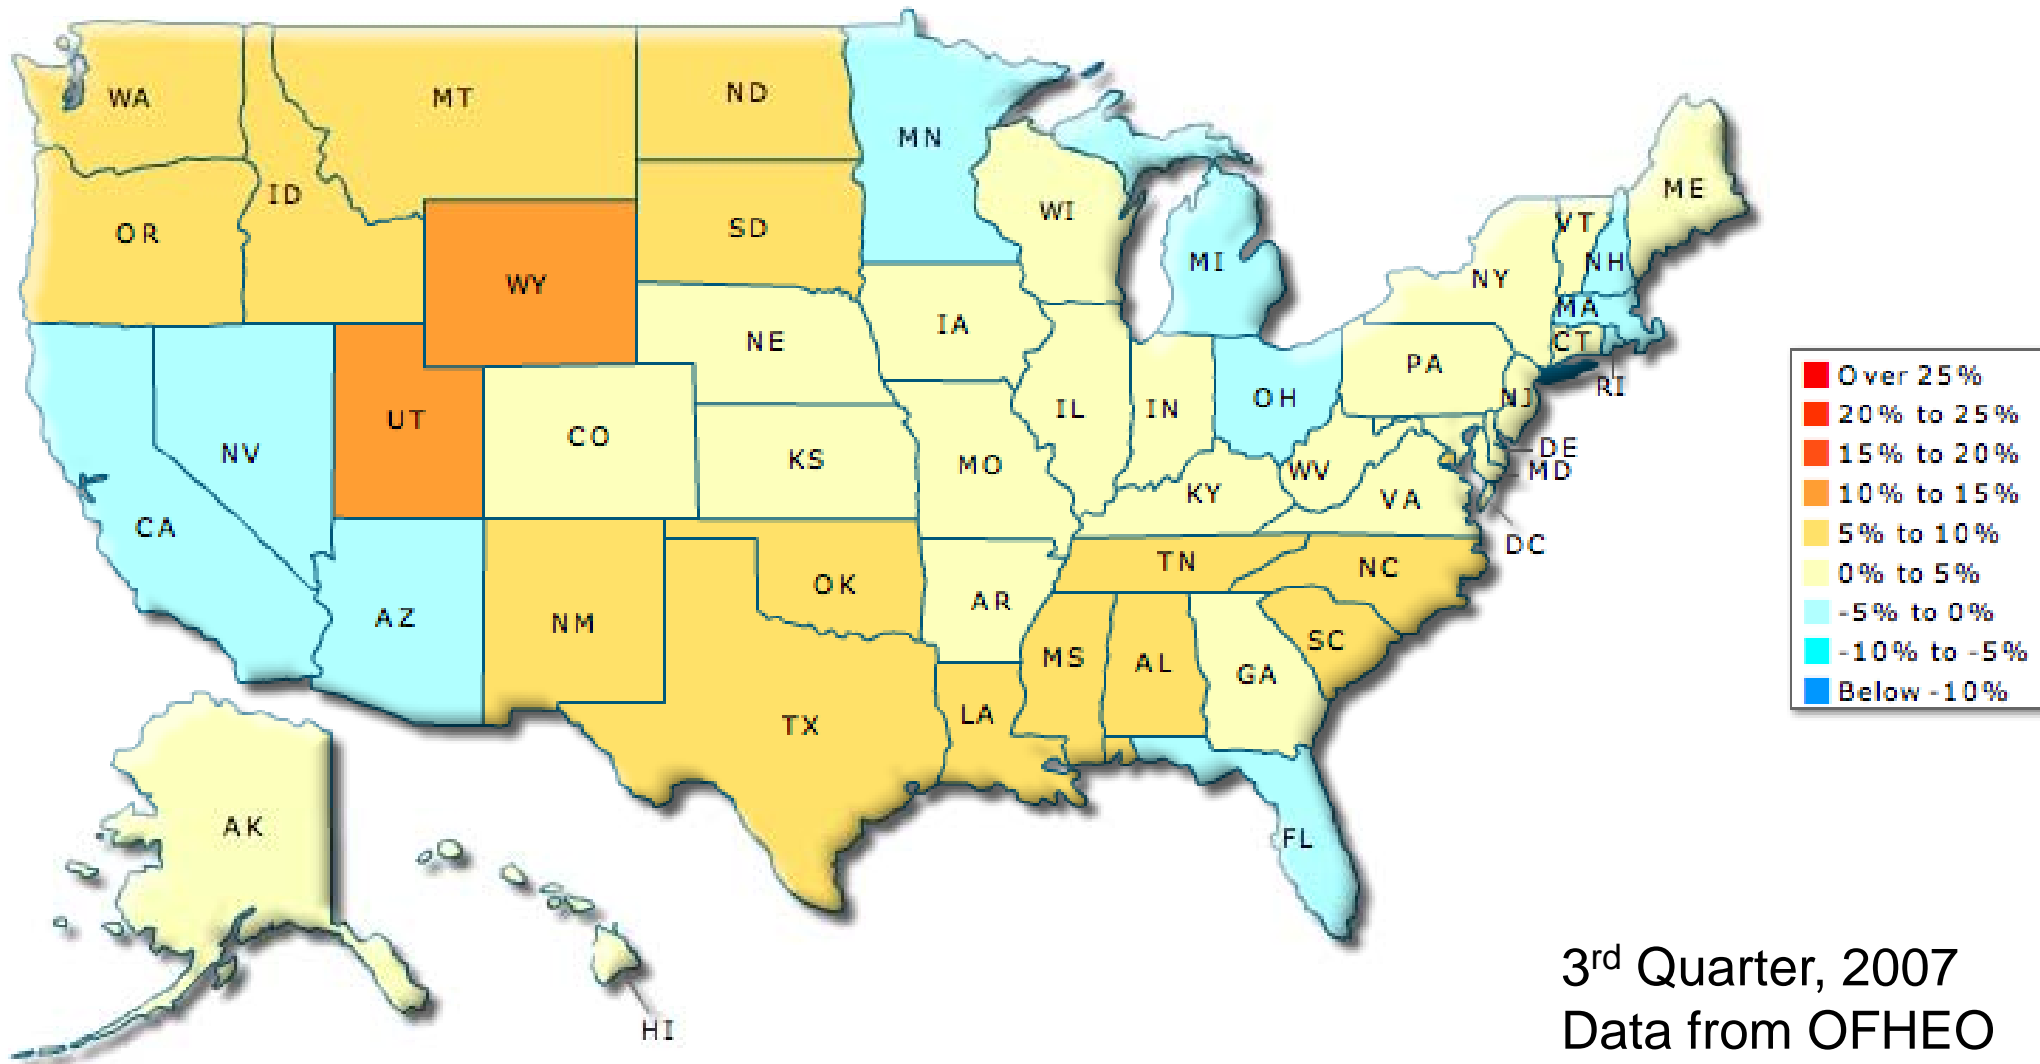 WA
MT
ND
MN
ID
OR
SD
WI
ME
VT
WY
MI
NH
NY
MA
IA
NE
CT
PA
RI
NJ
UT
CO
NV
IL
IN
OH
KS
MO
WV
DE
MD
KY
VA
CA
DC
TN
NC
OK
AR
AZ
NM
SC
MS
AL
GA
LA
TX
AK
FL
HI
Over 25%
20% to 25%
15% to 20%
10% to 15%
5% to 10%
0% to 5%
-5% to 0%
-10% to -5%
Below -10%
3rd Quarter, 2007
Data from OFHEO